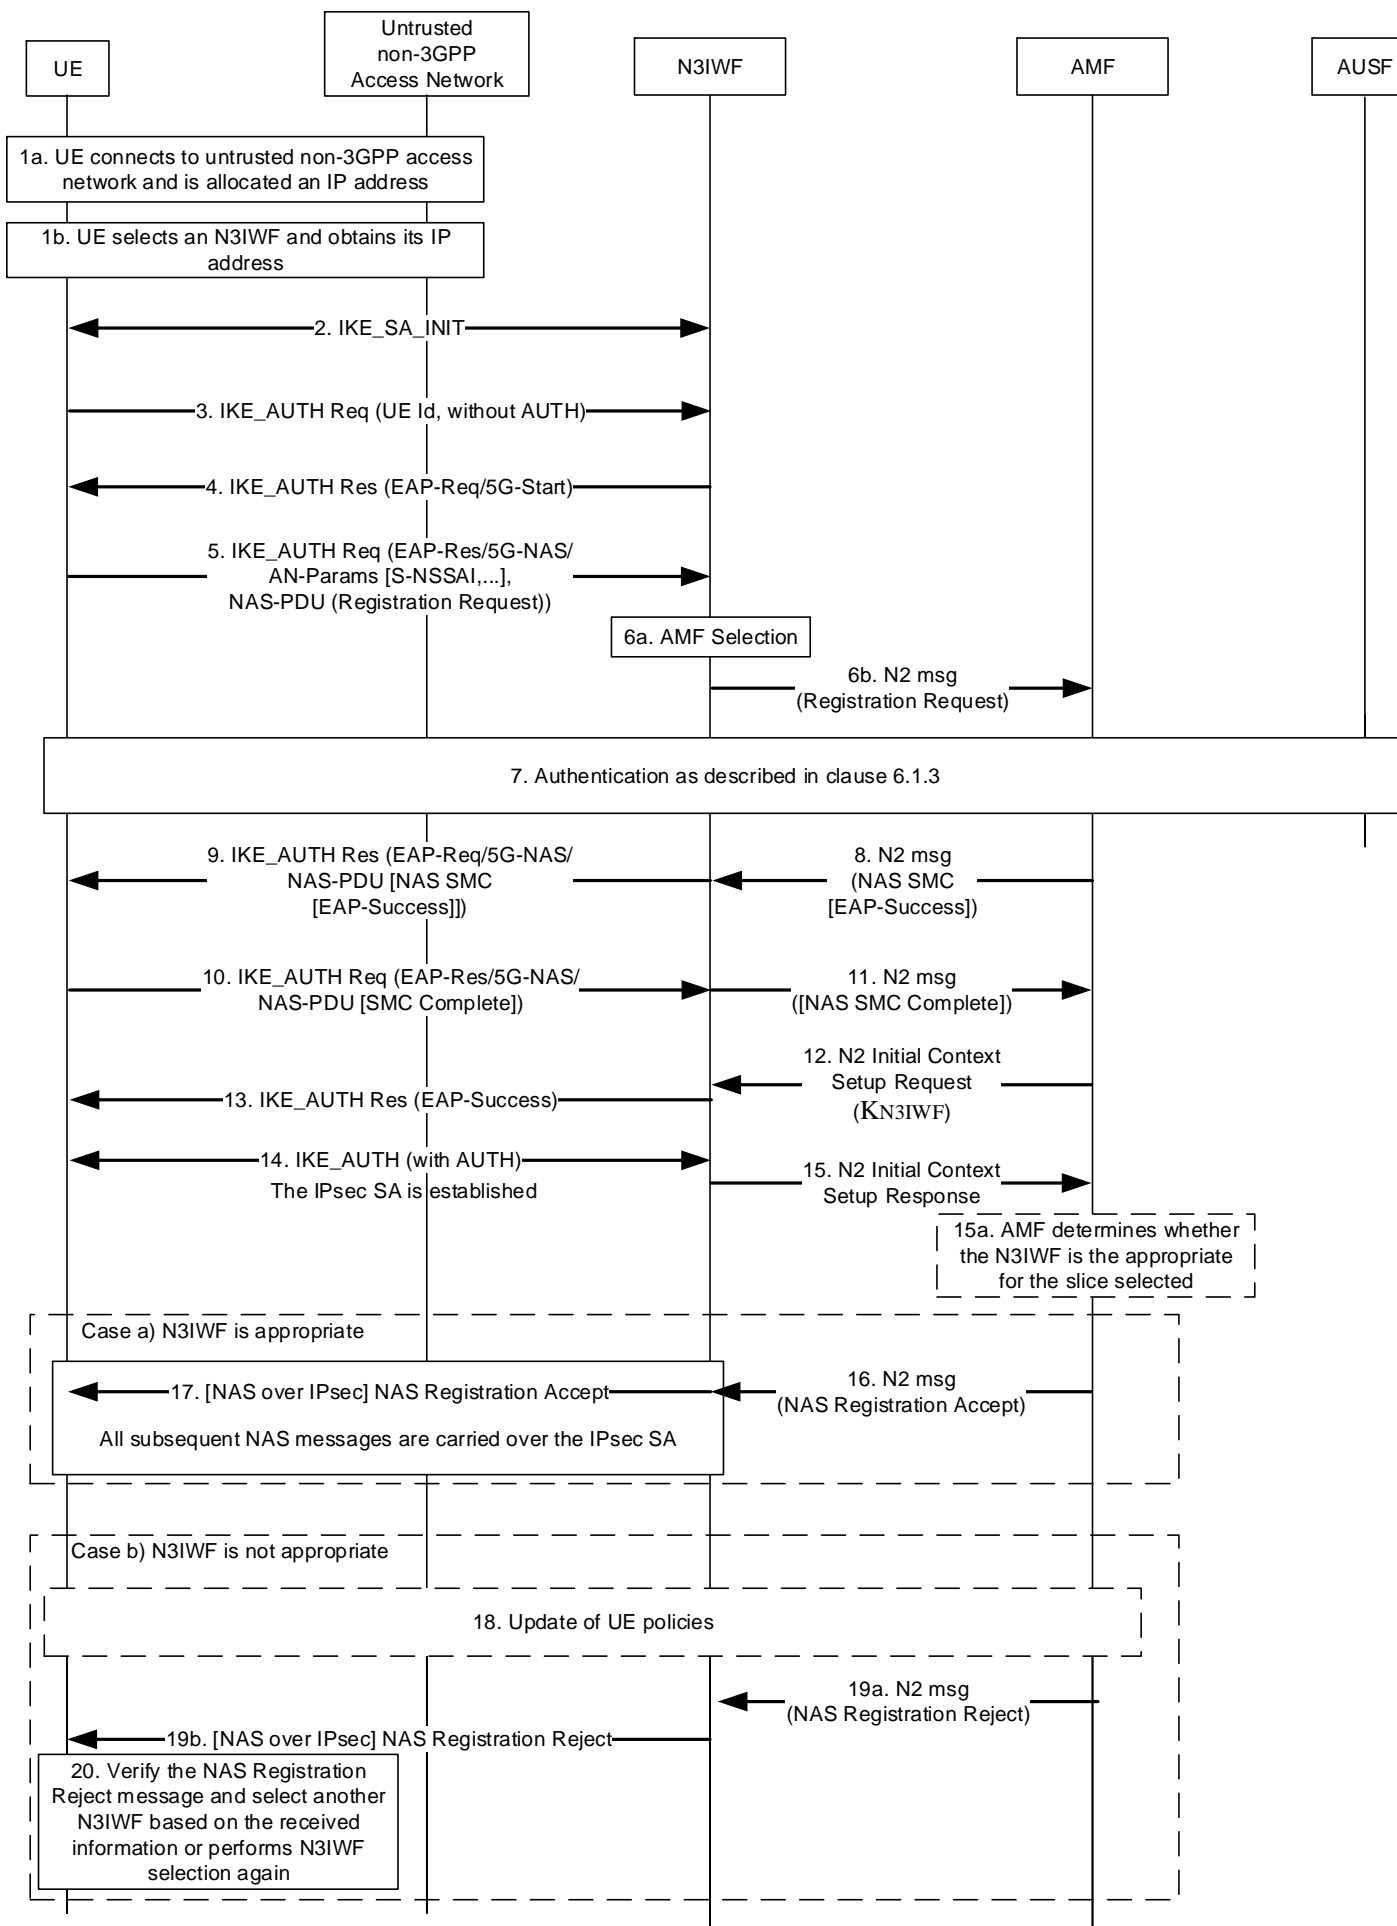 UE
Untrusted
non-3GPP
Access Network
N3IWF
AMF
AUSF
1a. UE connects to untrusted non-3GPP access
network and is allocated an IP address
1b. UE selects an N3IWF and obtains its IP
address
2. IKE_SA_INIT
3. IKE_AUTH Req (UE Id, without AUTH)
4. IKE_AUTH Res (EAP-Req/5G-Start)
5. IKE_AUTH Req (EAP-Res/5G-NAS/
AN-Params [S-NSSAI,...],
NAS-PDU (Registration Request))
6a. AMF Selection
6b. N2 msg
(Registration Request)
7. Authentication as described in clause 6.1.3
9. IKE_AUTH Res (EAP-Req/5G-NAS/
NAS-PDU [NAS SMC
[EAP-Success]])
8. N2 msg
(NAS SMC
[EAP-Success])
10. IKE_AUTH Req (EAP-Res/5G-NAS/
NAS-PDU [SMC Complete])
11. N2 msg
([NAS SMC Complete])
12. N2 Initial Context
Setup Request
(KN3IWF)
13. IKE_AUTH Res (EAP-Success)
14. IKE_AUTH (with AUTH)
The IPsec SA is established
15. N2 Initial Context
Setup Response
15a. AMF determines whether
the N3IWF is the appropriate
for the slice selected
Case a) N3IWF is appropriate
17. [NAS over IPsec] NAS Registration Accept
16. N2 msg
(NAS Registration Accept)
All subsequent NAS messages are carried over the IPsec SA
Case b) N3IWF is not appropriate
18. Update of UE policies
19a. N2 msg
(NAS Registration Reject)
19b. [NAS over IPsec] NAS Registration Reject
20. Verify the NAS Registration
Reject message and select another
N3IWF based on the received
information or performs N3IWF
selection again